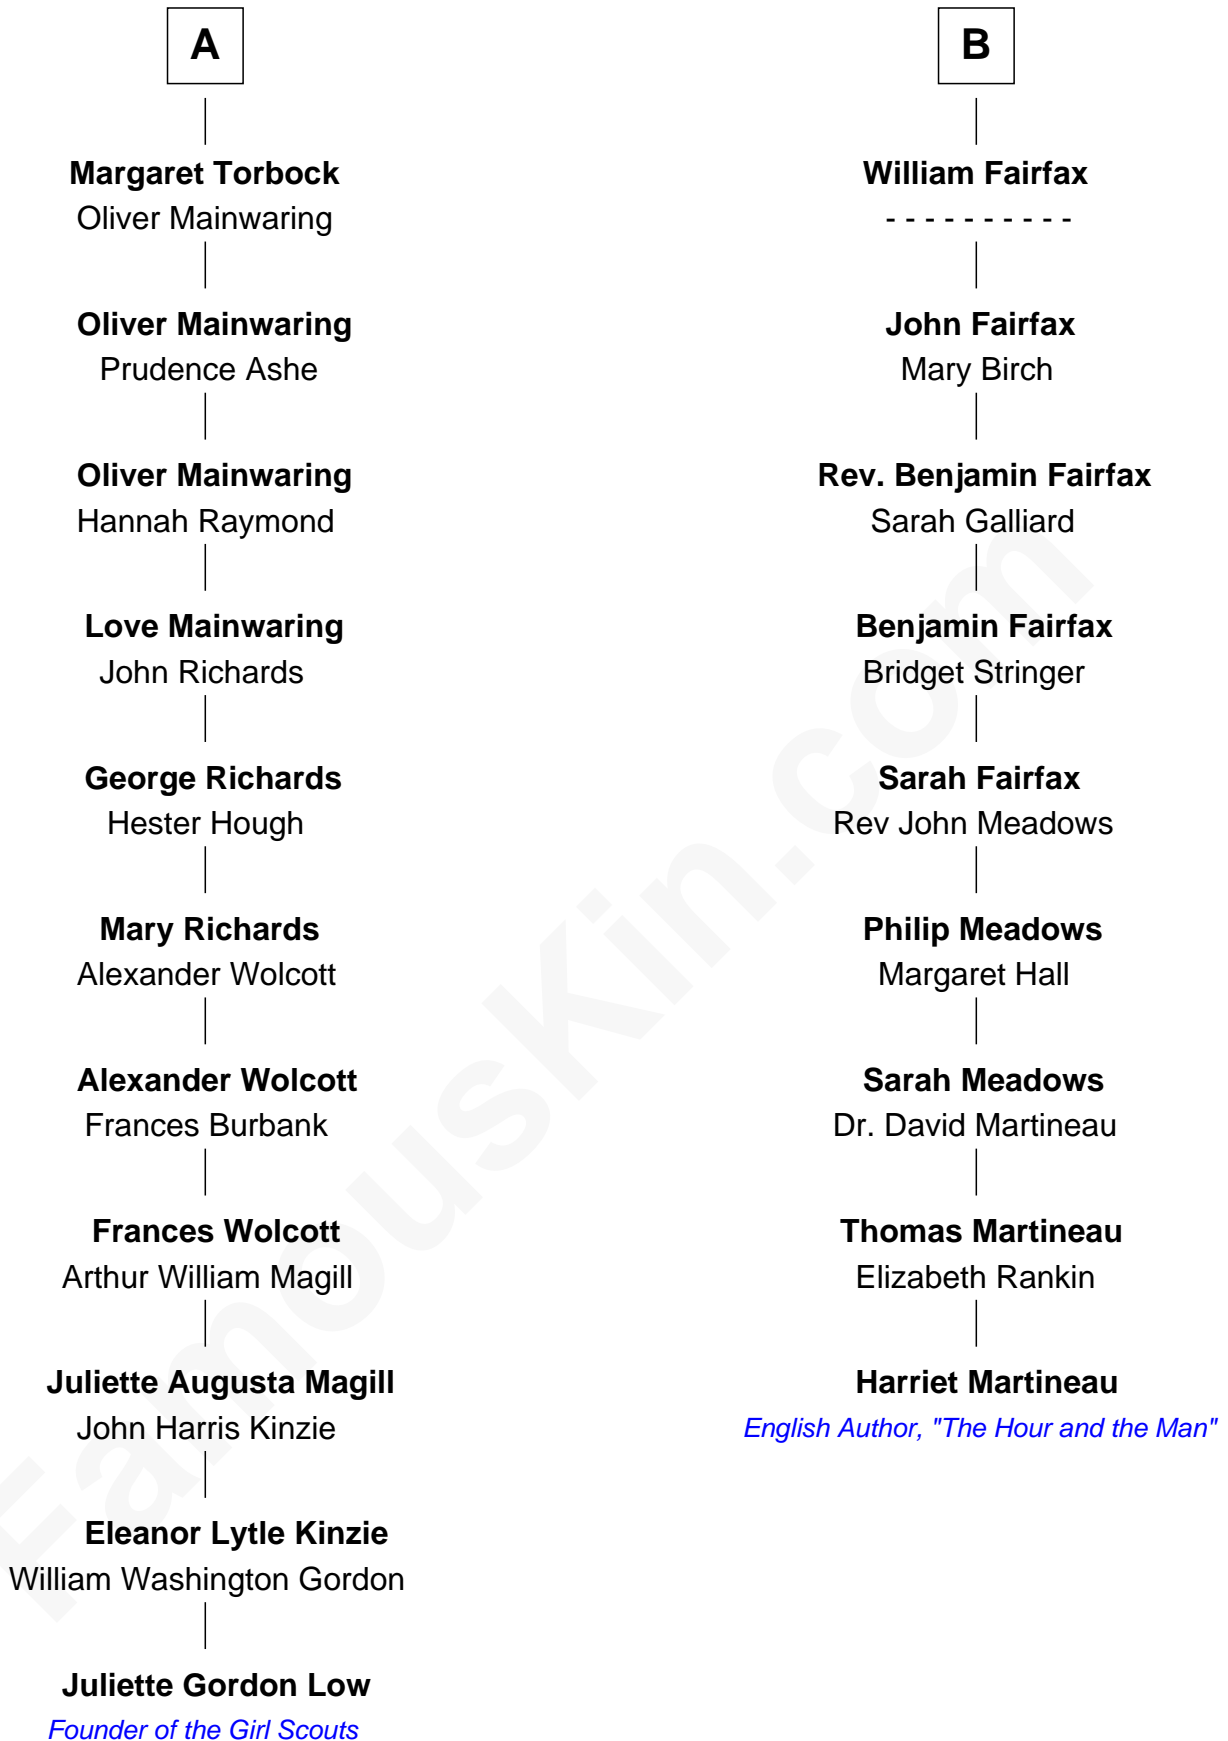 A
Margaret Torbock
Oliver Mainwaring
Oliver Mainwaring
Prudence Ashe
Oliver Mainwaring
Hannah Raymond
Love Mainwaring
John Richards
George Richards
Hester Hough
Mary Richards
Alexander Wolcott
Alexander Wolcott
Frances Burbank
Frances Wolcott
Arthur William Magill
Juliette Augusta Magill
John Harris Kinzie
Eleanor Lytle Kinzie
William Washington Gordon
Juliette Gordon Low
Founder of the Girl Scouts
B
William Fairfax
- - - - - - - - - -
John Fairfax
Mary Birch
Rev. Benjamin Fairfax
Sarah Galliard
Benjamin Fairfax
Bridget Stringer
Sarah Fairfax
Rev John Meadows
Philip Meadows
Margaret Hall
Sarah Meadows
Dr. David Martineau
Thomas Martineau
Elizabeth Rankin
Harriet Martineau
English Author, "The Hour and the Man"
FamousKin.com